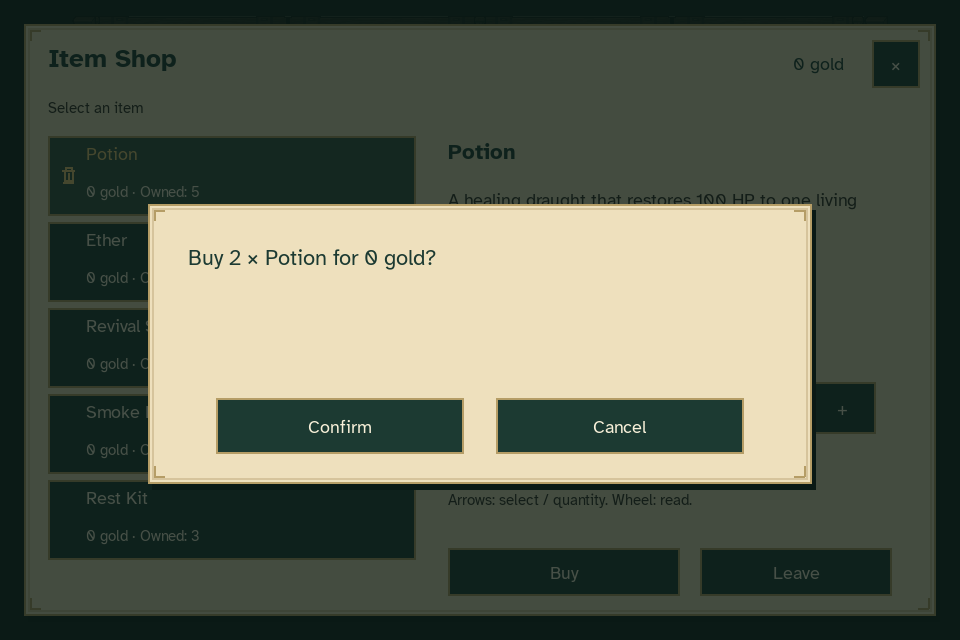 Item Shop
0 gold
×
Select an item
Potion
0 gold · Owned: 5
Potion
A healing draught that restores 100 HP to one living
Ether
0 gold ·
Revival
0 gold ·
Smoke
0 gold ·
Buy 2 × Potion for 0 gold?
Confirm
Cancel
+
Rest Kit
0 gold · Owned: 3
Arrows: select / quantity. Wheel: read.
Buy
Leave